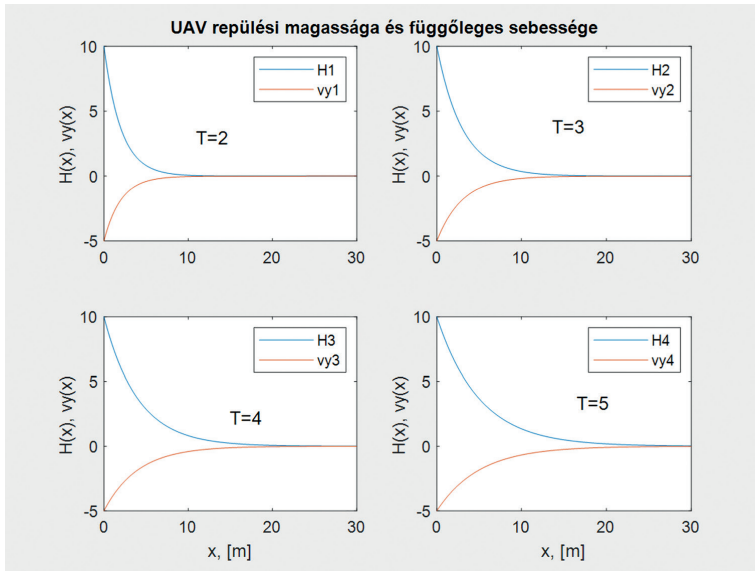 UAV repülési magassága és függőleges sebessége
H(x), vy(x)
10
5
0
-5
0 10 20 30
H1
vy1
T=2
H(x), vy(x)
10
5
0
-5
0 10 20 30
H2
vy2
T=3
H(x), vy(x)
10
5
0
-5
0 10 20 30
x, [m]
H3
vy3
T=4
H(x), vy(x)
10
5
0
-5
0 10 20 30
x, [m]
H4
vy4
T=5